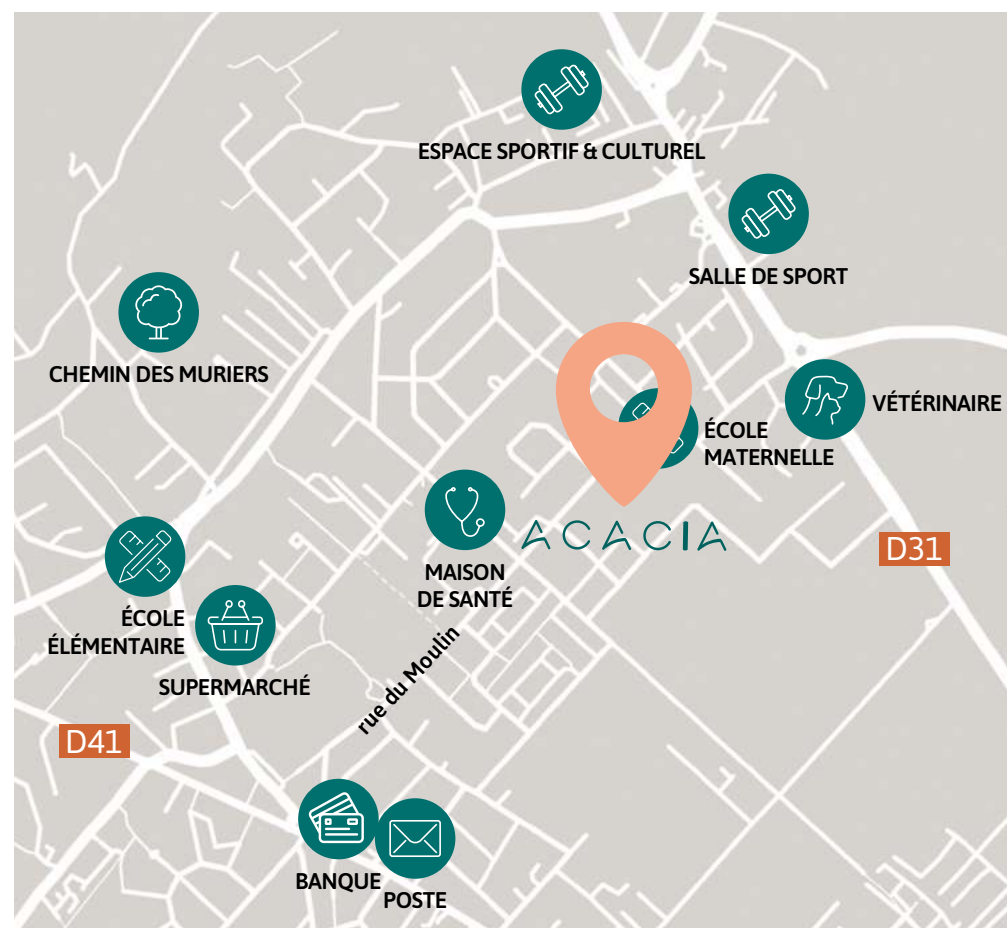 ESPACE SPORTIF & CULTUREL
SALLE DE SPORT
CHEMIN DES MURIERS
VÉTÉRINAIRE
ÉCOLE
MATERNELLE
ACACIA
D31
MAISON
DE SANTÉ
ÉCOLE
ÉLÉMENTAIRE
SUPERMARCHÉ
rue du Moulin
D41
BANQUE
POSTE